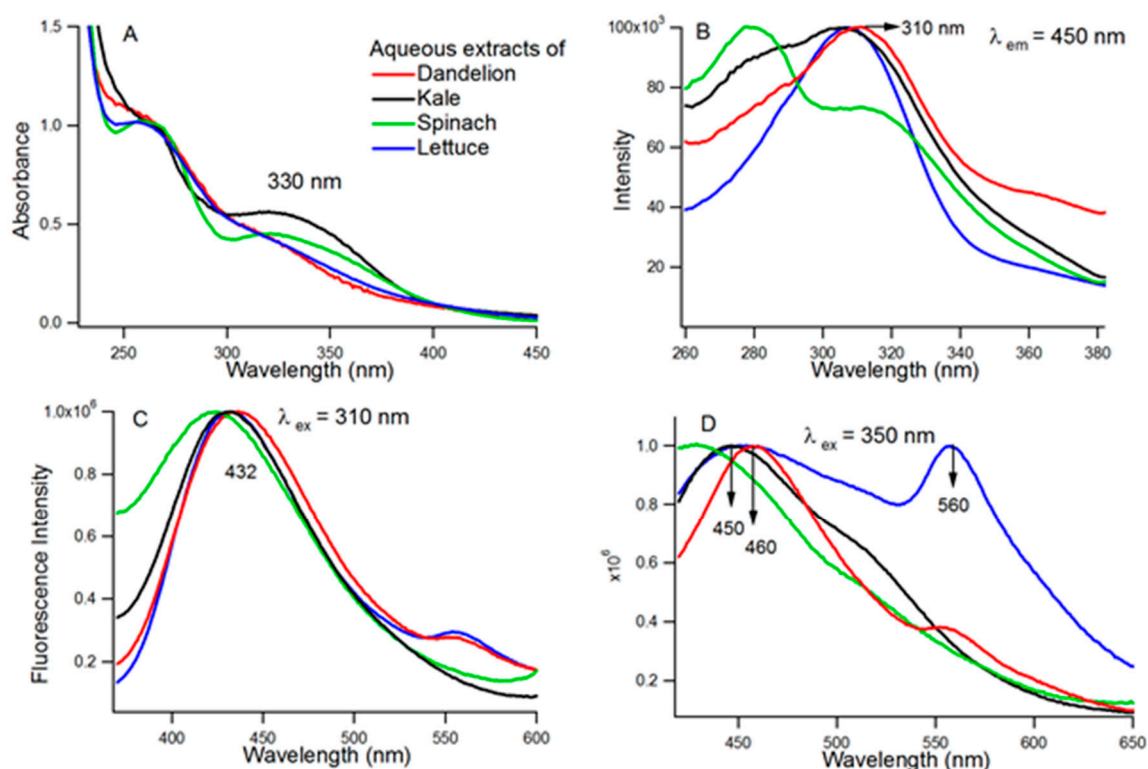 A
Aqueous extracts of
Dandelion
Kale
Spinach
Lettuce
330 nm
1.5
1.0
0.5
0.0
Absorbance
250 300 350 400 450
Wavelength (nm)
B
310 nm
λ em = 450 nm
100x10³
80
60
40
20
Intensity
260 280 300 320 340 360 380
Wavelength (nm)
C
λ ex = 310 nm
432
1.0x10⁶
0.8
0.6
0.4
0.2
Fluorescence Intensity
400 450 500 550 600
Wavelength (nm)
D
λ ex = 350 nm
450
460
560
1.0
0.8
0.6
0.4
0.2
x10⁶
450 500 550 600 650
Wavelength (nm)